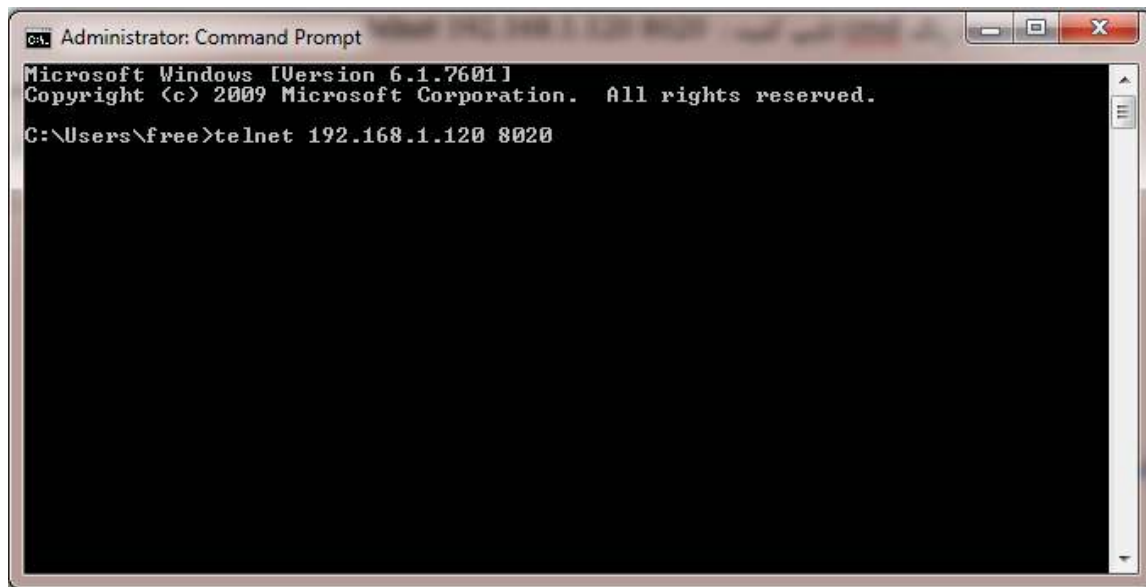 Administrator: Command Prompt
Microsoft Windows [Version 6.1.7601]
Copyright (c) 2009 Microsoft Corporation.  All rights reserved.
C:\Users\free>telnet 192.168.1.120 8020